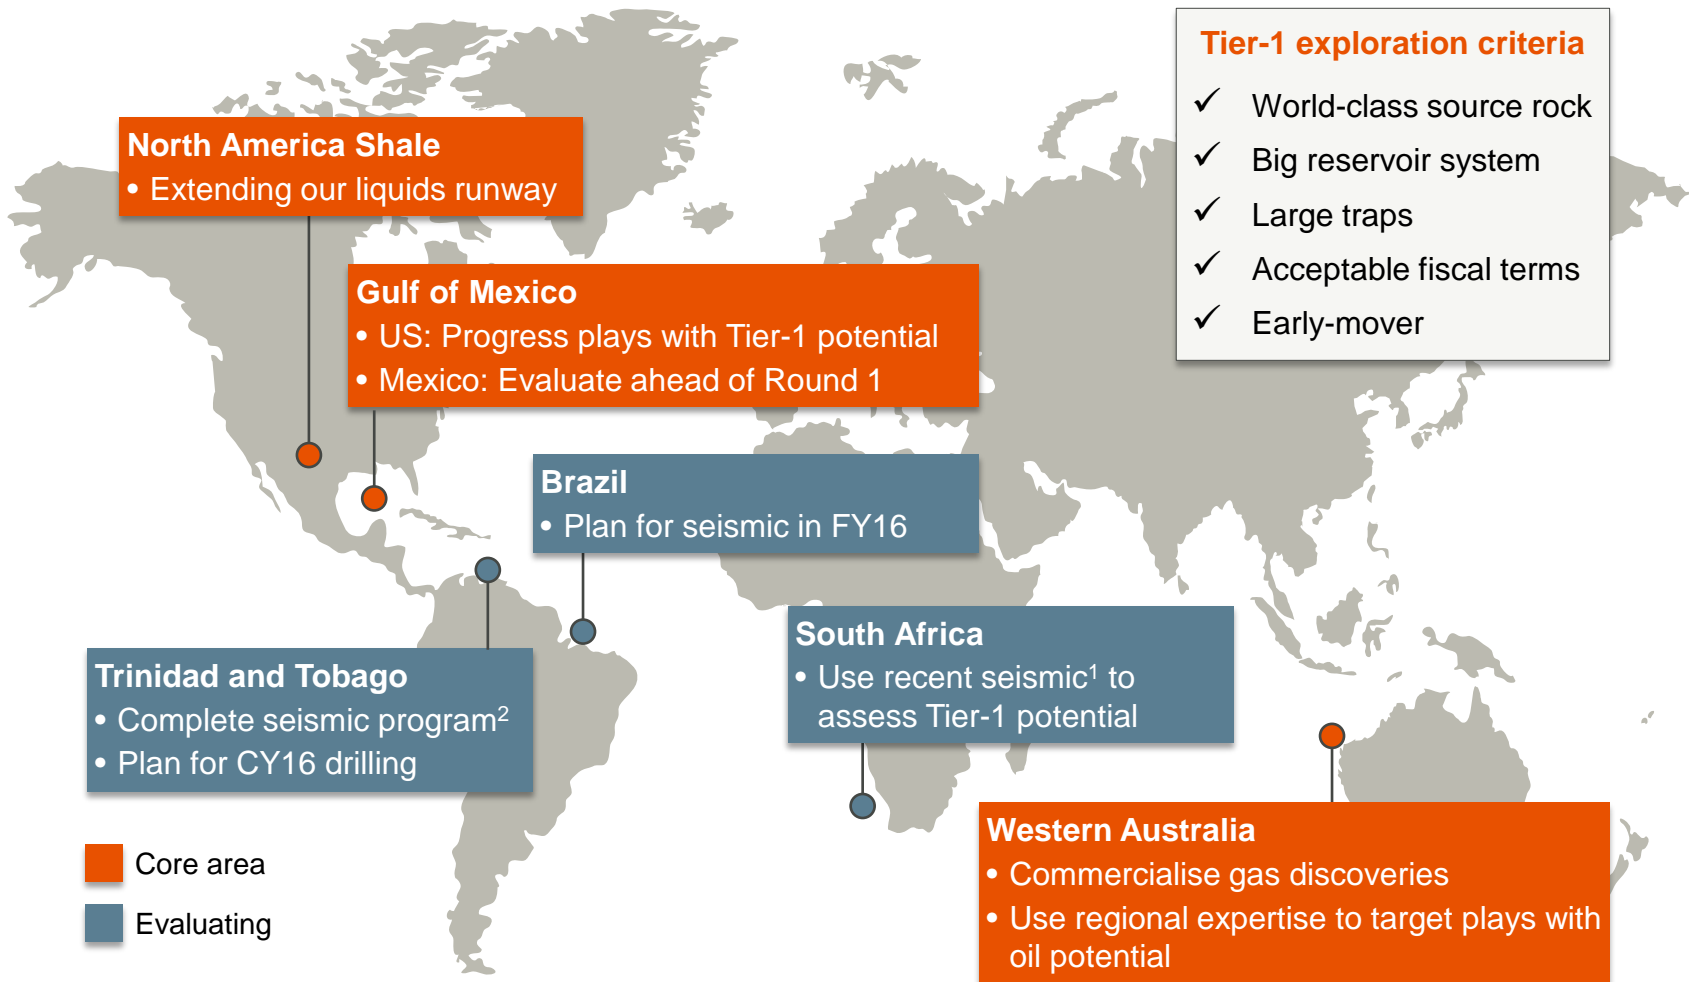 Tier-1 exploration criteria
✓ World-class source rock
✓ Big reservoir system
✓ Large traps
✓ Acceptable fiscal terms
✓ Early-mover
North America Shale
• Extending our liquids runway
Gulf of Mexico
• US: Progress plays with Tier-1 potential
• Mexico: Evaluate ahead of Round 1
Brazil
• Plan for seismic in FY16
South Africa
• Use recent seismic¹ to
assess Tier-1 potential
Trinidad and Tobago
• Complete seismic program²
• Plan for CY16 drilling
Western Australia
• Commercialise gas discoveries
• Use regional expertise to target plays with
oil potential
Core area
Evaluating